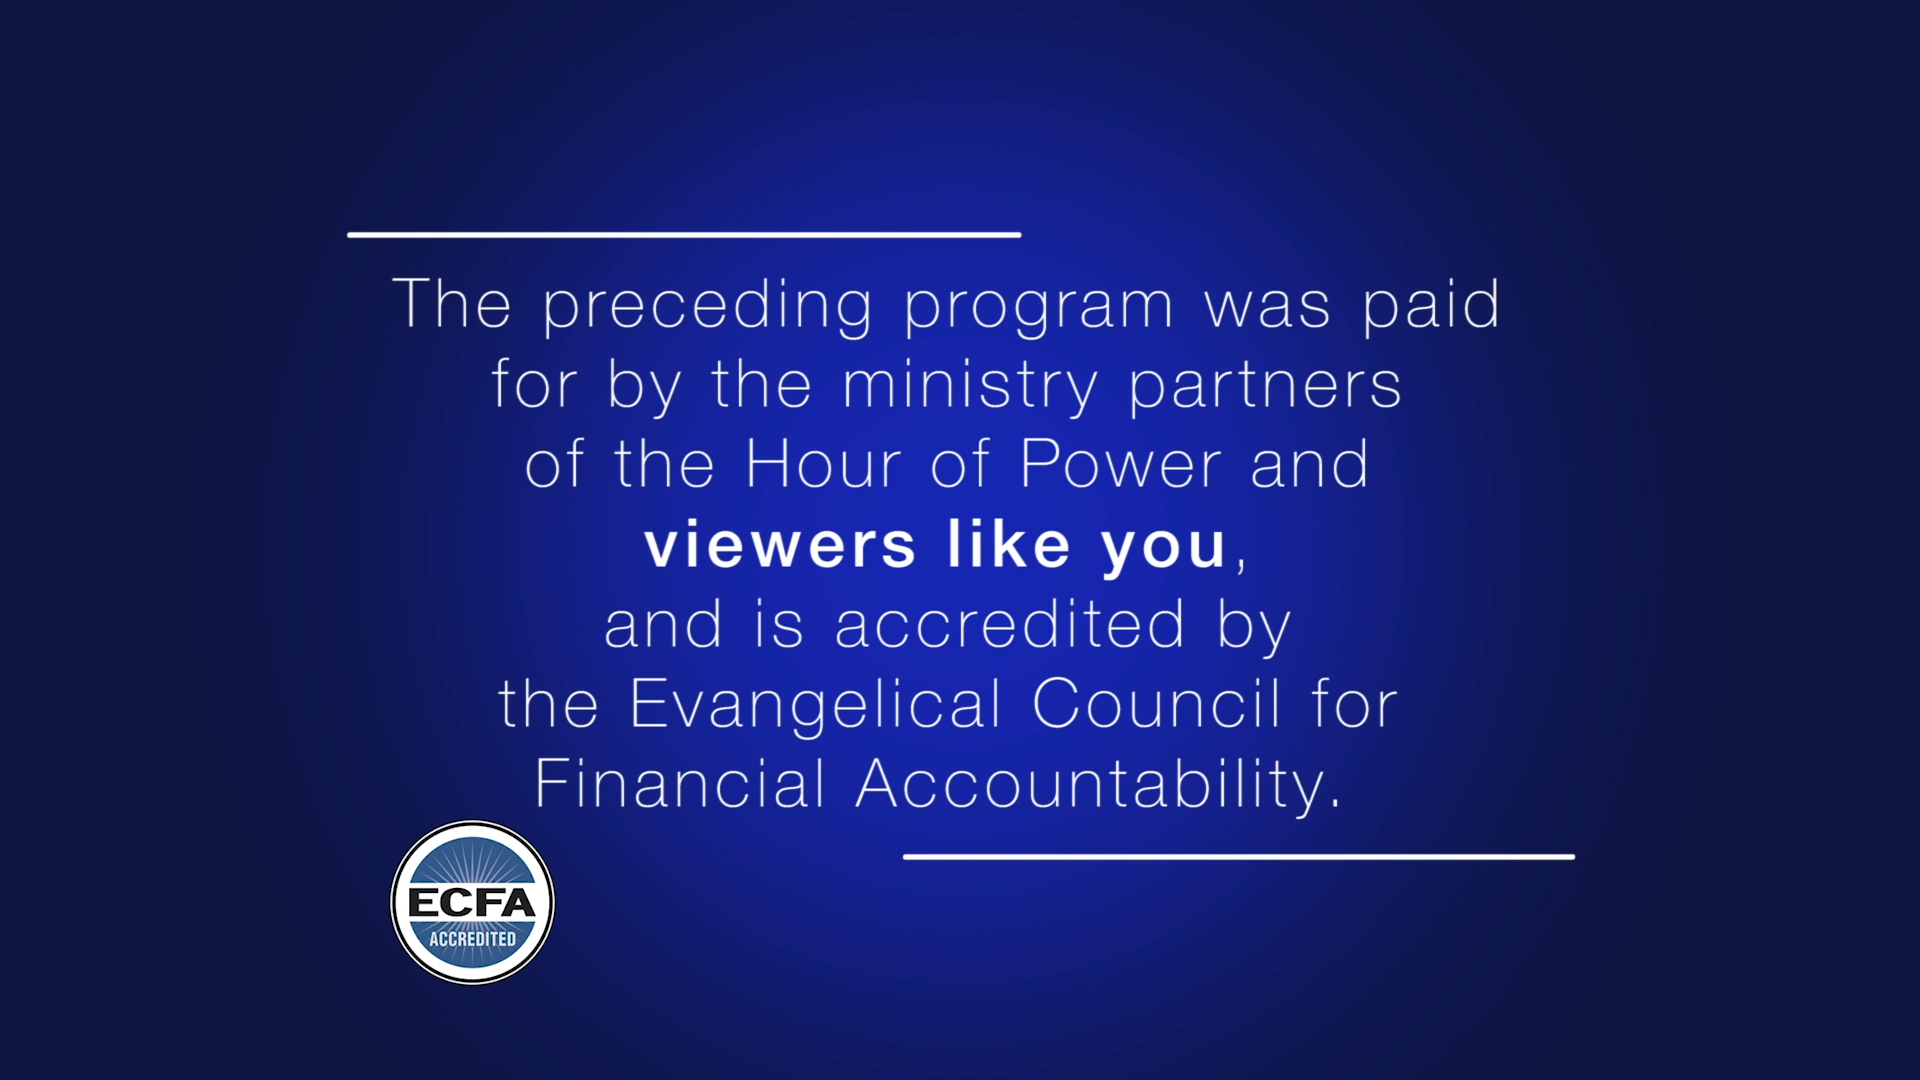 The preceding program was paid
for by the ministry partners
of the Hour of Power and
viewers like you,
and is accredited by
the Evangelical Council for
Financial Accountability.
ECFA
ACCREDITED